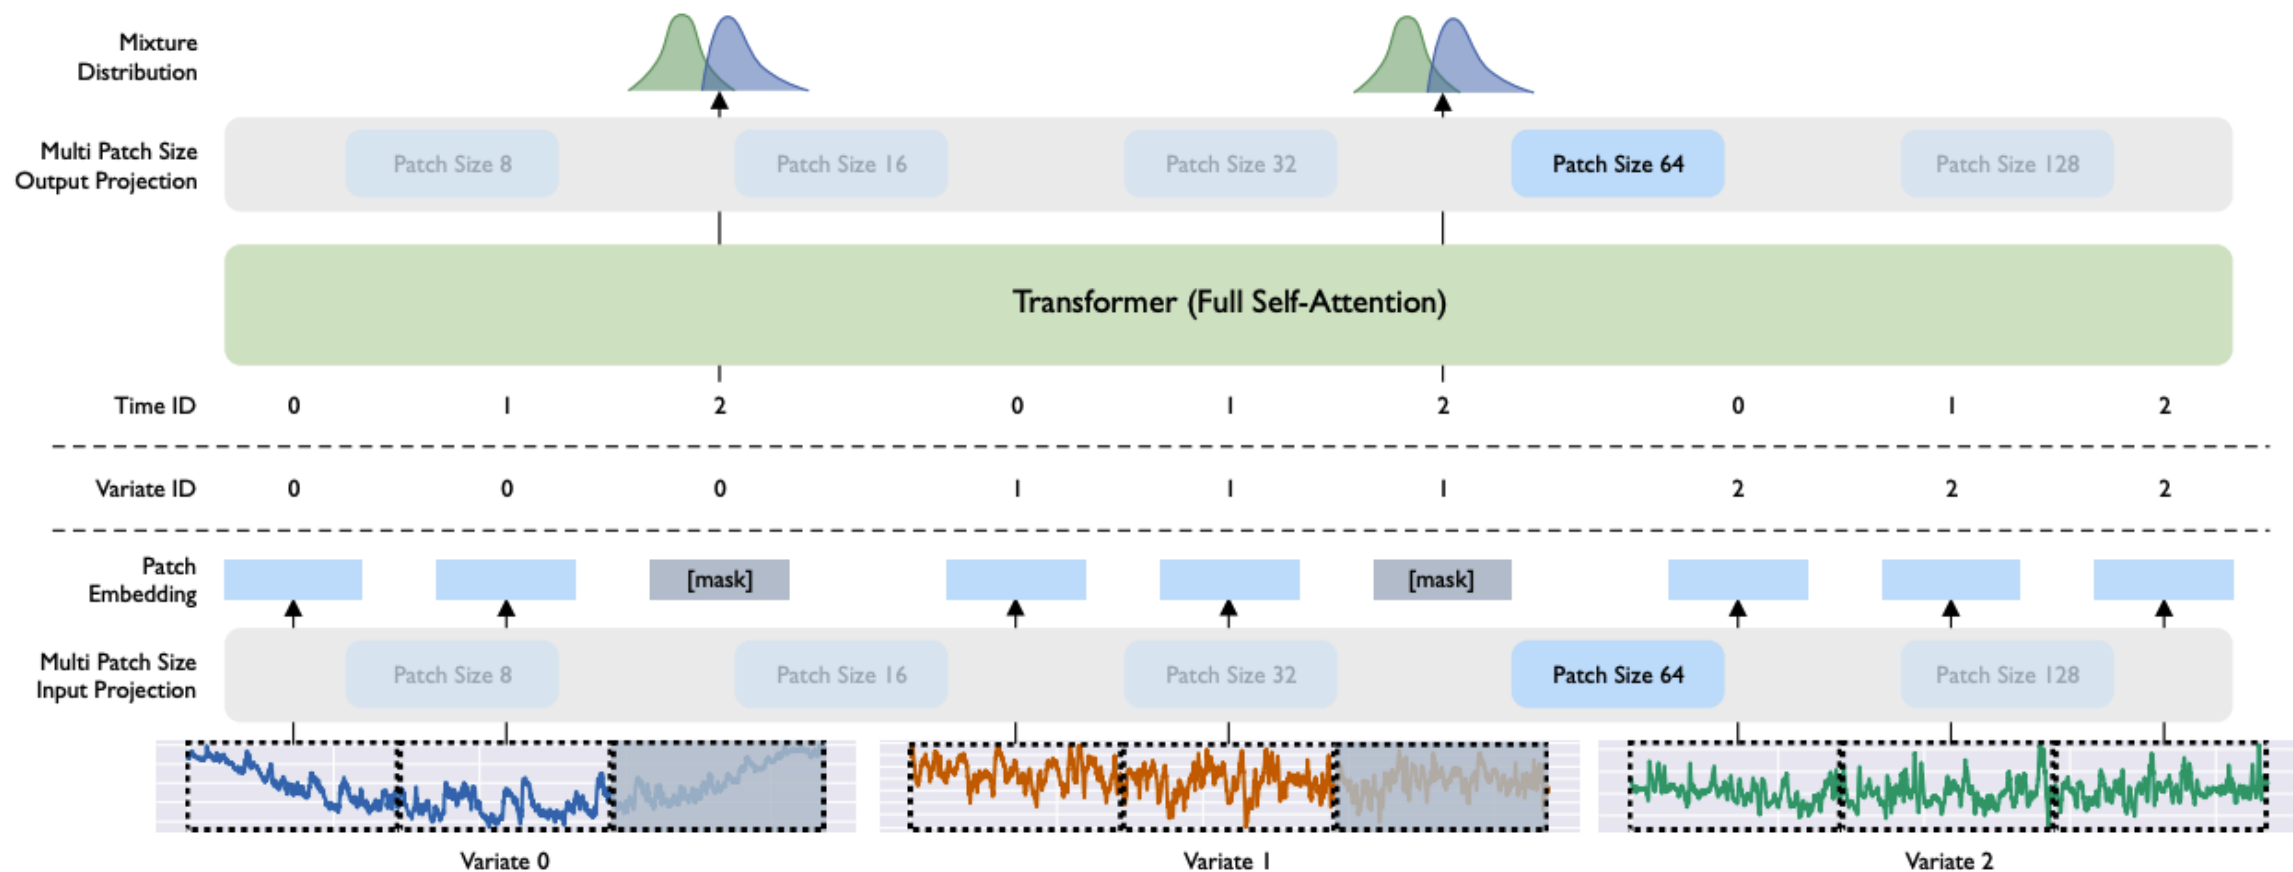 Mixture
Distribution
Multi Patch Size
Output Projection
Patch Size 8
Patch Size 16
Patch Size 32
Patch Size 64
Patch Size 128
Transformer (Full Self-Attention)
Time ID 0 1 2 0 1 2 0 1 2
Variate ID 0 0 0 1 1 1 2 2 2
Patch
Embedding
[mask]
[mask]
Multi Patch Size
Input Projection
Patch Size 8
Patch Size 16
Patch Size 32
Patch Size 64
Patch Size 128
Variate 0
Variate 1
Variate 2